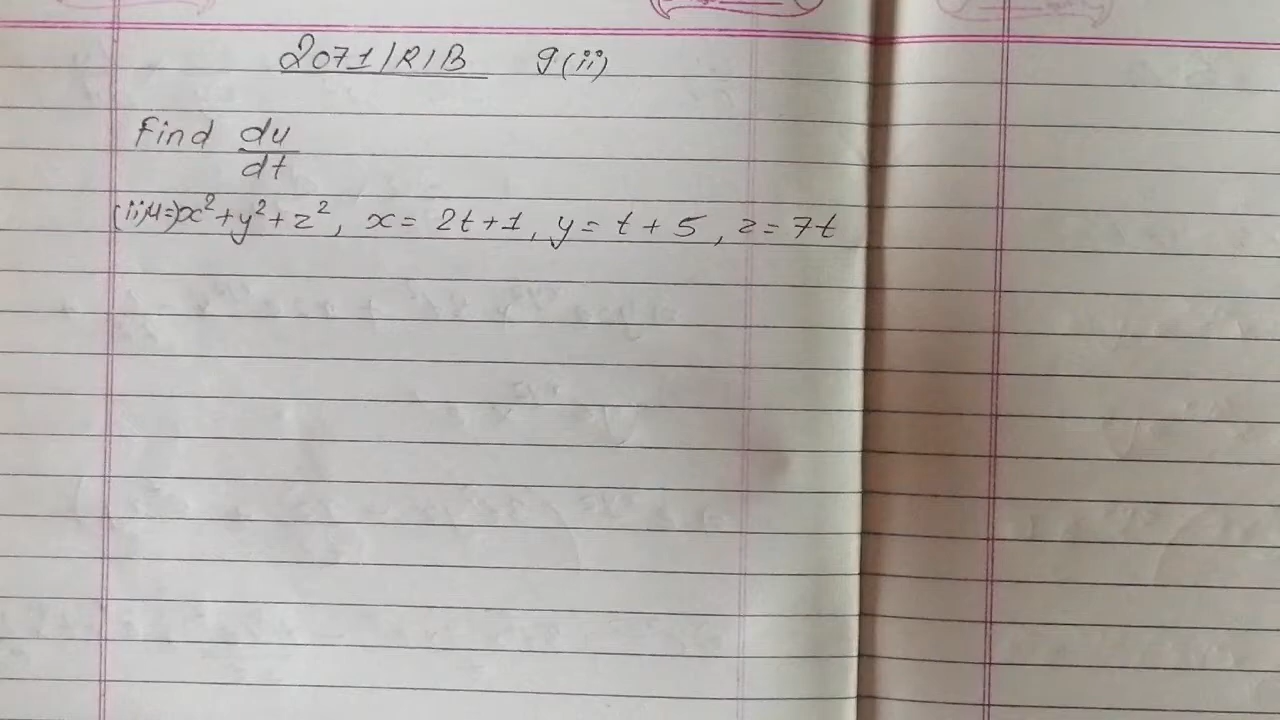 2071/R/B 9(ii)
Find du/dt
(ii) u = x² + y² + z², x = 2t + 1, y = t + 5, z = 7t